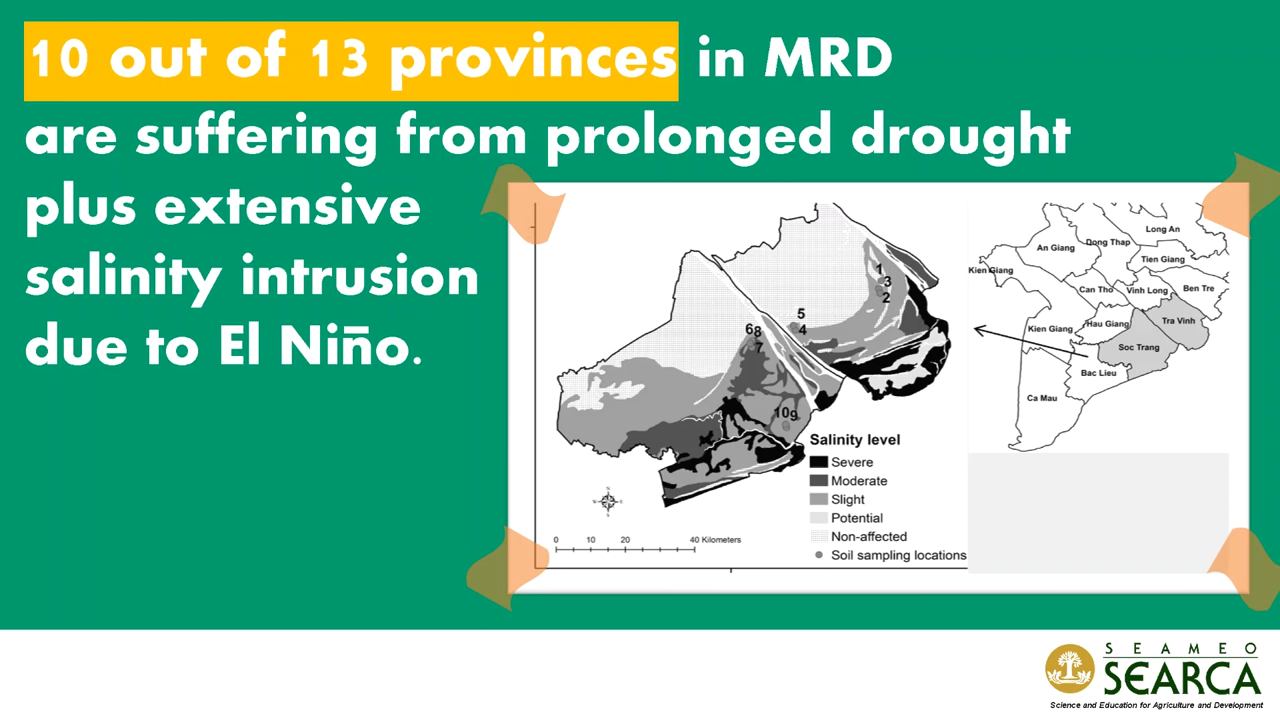 10 out of 13 provinces in MRD
are suffering from prolonged drought
plus extensive
salinity intrusion
due to El Niño.
1
3
2
5
4
68
7
109
Salinity level
Severe
Moderate
Slight
Potential
Non-affected
Soil sampling locations
N
W
E
S
0 10 20 40 Kilometers
Long An
Dong Thap
An Giang
Tien Giang
Kien Giang
Can Tho
Vinh Long
Ben Tre
Tra Vinh
Hau Giang
Kien Giang
Soc Trang
Bac Lieu
Ca Mau
SEAMEO
SEARCA
Science and Education for Agriculture and Development